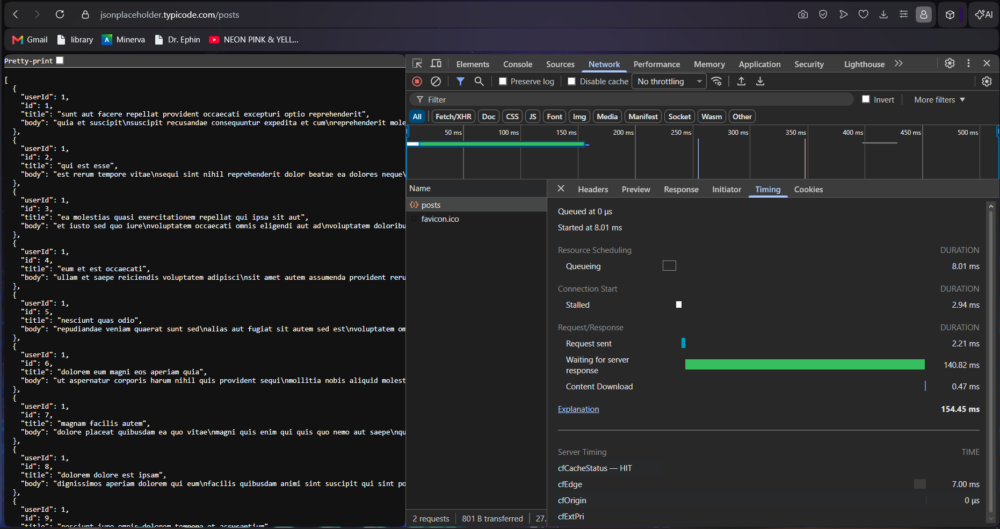 jsonplaceholder.typicode.com/posts
AI
Gmail library Minerva Dr. Ephin NEON PINK & YELL...
Pretty-print
[
{
"userId": 1,
"id": 1,
"title": "sunt aut facere repellat provident occaecati excepturi optio reprehenderit",
"body": "quia et suscipit\nsuscipit recusandae consequuntur expedita et cum\nreprehenderit mole
},
{
"userId": 1,
"id": 2,
"title": "qui est esse",
"body": "est rerum tempore vitae\nsequi sint nihil reprehenderit dolor beatae ea dolores neque\
},
{
"userId": 1,
"id": 3,
"title": "ea molestias quasi exercitationem repellat qui ipsa sit aut",
"body": "et iusto sed quo iure\nvoluptatem occaecati omnis eligendi aut ad\nvoluptatem doloribu
},
{
"userId": 1,
"id": 4,
"title": "eum et est occaecati",
"body": "ullam et saepe reiciendis voluptatem adipisci\nsit amet autem assumenda provident reru
},
{
"userId": 1,
"id": 5,
"title": "nesciunt quas odio",
"body": "repudiandae veniam quaerat sunt sed\nalias aut fugiat sit autem sed est\nvoluptatem om
},
{
"userId": 1,
"id": 6,
"title": "dolorem eum magni eos aperiam quia",
"body": "ut aspernatur corporis harum nihil quis provident sequi\nmollitia nobis aliquid molest
},
{
"userId": 1,
"id": 7,
"title": "magnam facilis autem",
"body": "dolore placeat quibusdam ea quo vitae\nmagni quis enim qui quis quo nemo aut saepe\nqu
},
{
"userId": 1,
"id": 8,
"title": "dolorem dolore est ipsam",
"body": "dignissimos aperiam dolorem qui eum\nfacilis quibusdam animi sint suscipit qui sint po
},
{
"userId": 1,
"id": 9,
"title": "nesciunt iure omnis dolorem tempora et accusantium",
Elements Console Sources Network Performance Memory Application Security Lighthouse
Preserve log Disable cache No throttling
Filter Invert More filters
All Fetch/XHR Doc CSS JS Font Img Media Manifest Socket Wasm Other
50 ms 100 ms 150 ms 200 ms 250 ms 300 ms 350 ms 400 ms 450 ms 500 ms
Name
posts
favicon.ico
2 requests 801 B transferred 27.
Headers Preview Response Initiator Timing Cookies
Queued at 0 µs
Started at 8.01 ms
Resource Scheduling DURATION
Queueing 8.01 ms
Connection Start DURATION
Stalled 2.94 ms
Request/Response DURATION
Request sent 2.21 ms
Waiting for server
response 140.82 ms
Content Download 0.47 ms
Explanation 154.45 ms
Server Timing TIME
cfCacheStatus — HIT
cfEdge 7.00 ms
cfOrigin 0 µs
cfExtPri